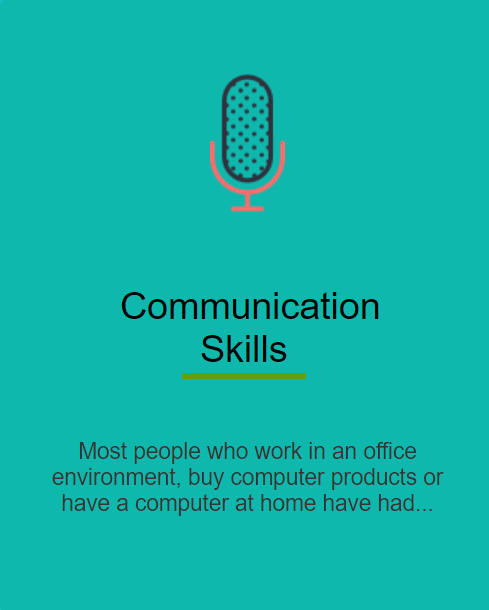 Communication
Skills
Most people who work in an office
environment, buy computer products or
have a computer at home have had...